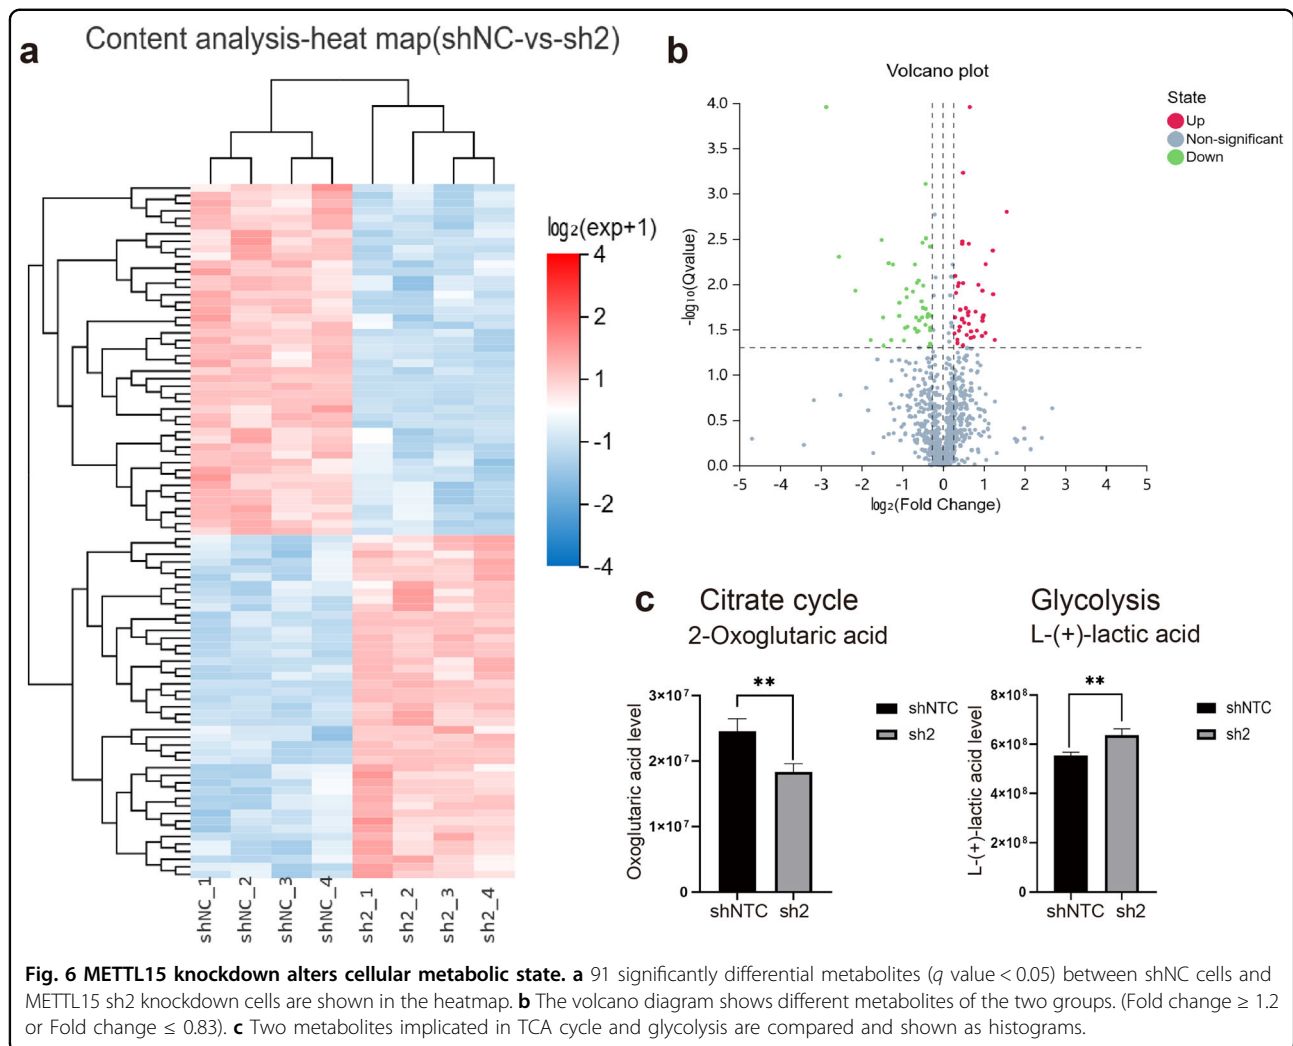 a
Content analysis-heat map(shNC-vs-sh2)
log₂(exp+1)
4
2
1
-1
-2
-4
shNC_1
shNC_2
shNC_3
shNC_4
sh2_1
sh2_2
sh2_3
sh2_4
b
Volcano plot
State
Up
Non-significant
Down
-log₁₀(Qvalue)
4.0
3.5
3.0
2.5
2.0
1.5
1.0
0.5
0.0
-5 -4 -3 -2 -1 0 1 2 3 4 5
log₂(Fold Change)
c
Citrate cycle
2-Oxoglutaric acid
Oxoglutaric acid level
3×10⁷
2×10⁷
1×10⁷
0
**
shNTC
sh2
shNTC sh2
Glycolysis
L-(+)-lactic acid
L-(+)-lactic acid level
8×10⁸
6×10⁸
4×10⁸
2×10⁸
0
**
shNTC
sh2
shNTC sh2
Fig. 6 METTL15 knockdown alters cellular metabolic state. a 91 significantly differential metabolites (q value < 0.05) between shNC cells and
METTL15 sh2 knockdown cells are shown in the heatmap. b The volcano diagram shows different metabolites of the two groups. (Fold change ≥ 1.2
or Fold change ≤ 0.83). c Two metabolites implicated in TCA cycle and glycolysis are compared and shown as histograms.